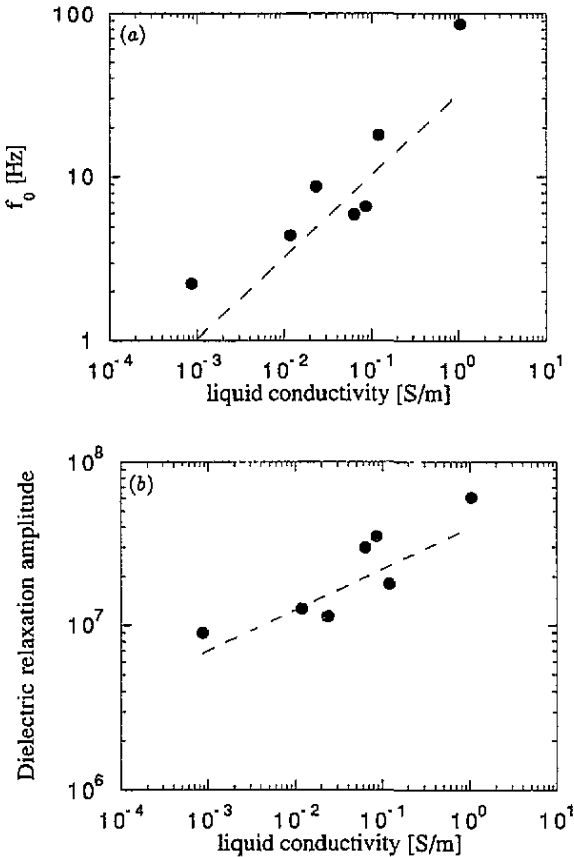 (a)
100
10
1
f₀ [Hz]
10⁻⁴ 10⁻³ 10⁻² 10⁻¹ 10⁰ 10¹
liquid conductivity [S/m]
(b)
10⁸
10⁷
10⁶
Dielectric relaxation amplitude
10⁻⁴ 10⁻³ 10⁻² 10⁻¹ 10⁰ 10¹
liquid conductivity [S/m]